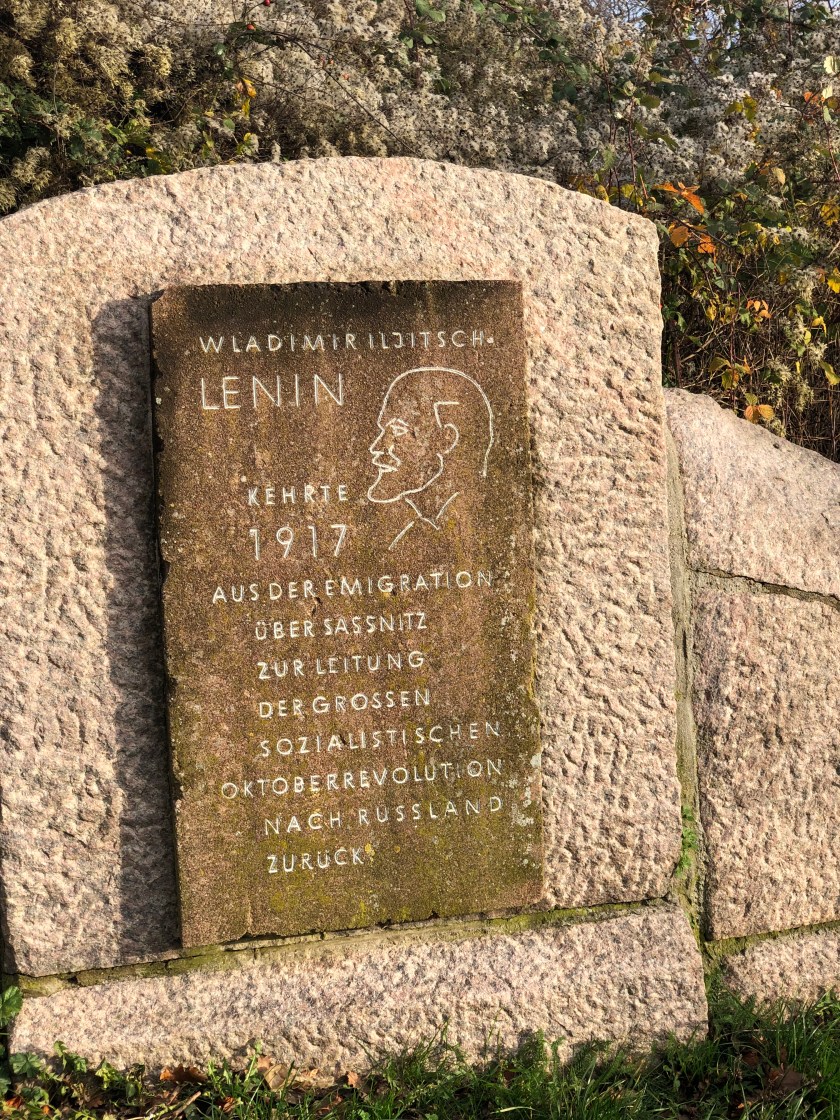 WLADIMIR ILJITSCH
LENIN
KEHRTE
1917
AUS DER EMIGRATION
ÜBER SASSNITZ
ZUR LEITUNG
DER GROSSEN
SOZIALISTISCHEN
OKTOBERREVOLUTION
NACH RUSSLAND
ZURÜCK